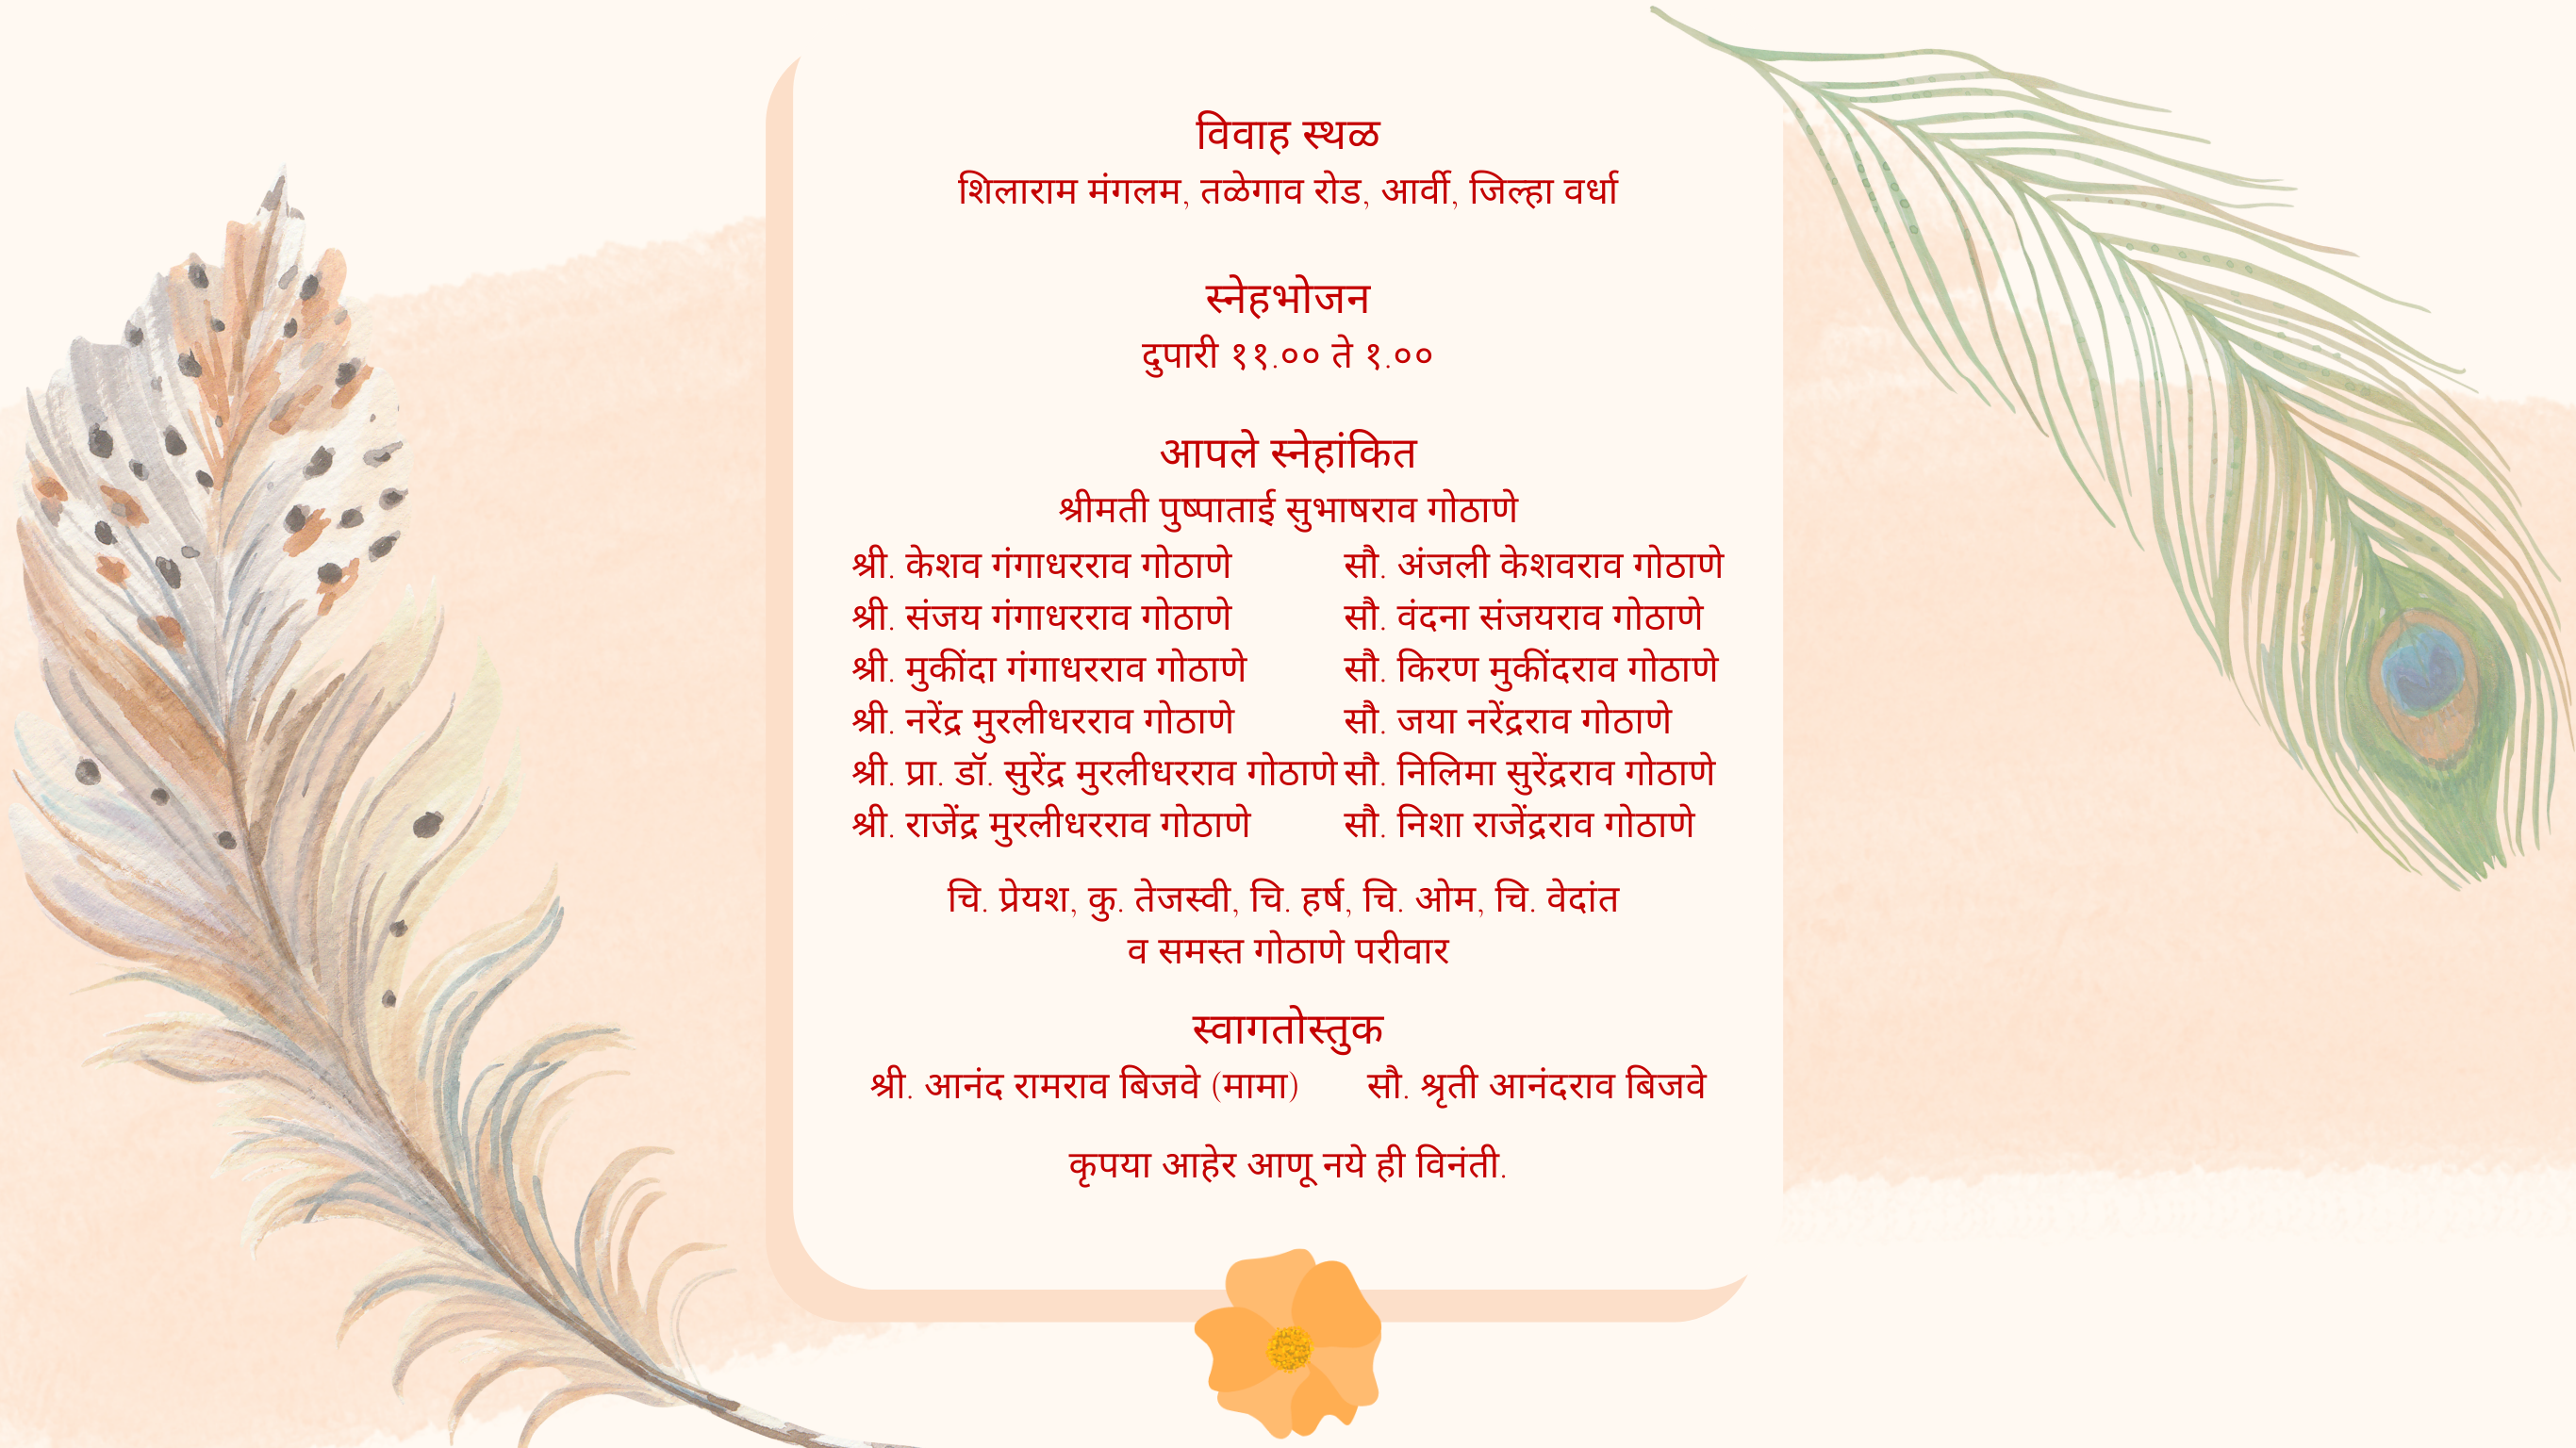 विवाह स्थळ
शिलाराम मंगलम, तळेगाव रोड, आर्वी, जिल्हा वर्धा
स्नेहभोजन
दुपारी ११.०० ते १.००
आपले स्नेहांकित
श्रीमती पुष्पाताई सुभाषराव गोठाणे
श्री. केशव गंगाधरराव गोठाणे सौ. अंजली केशवराव गोठाणे
श्री. संजय गंगाधरराव गोठाणे सौ. वंदना संजयराव गोठाणे
श्री. मुकींदा गंगाधरराव गोठाणे सौ. किरण मुकींदराव गोठाणे
श्री. नरेंद्र मुरलीधरराव गोठाणे सौ. जया नरेंद्रराव गोठाणे
श्री. प्रा. डॉ. सुरेंद्र मुरलीधरराव गोठाणे सौ. निलिमा सुरेंद्रराव गोठाणे
श्री. राजेंद्र मुरलीधरराव गोठाणे सौ. निशा राजेंद्रराव गोठाणे
चि. प्रेयश, कु. तेजस्वी, चि. हर्ष, चि. ओम, चि. वेदांत
व समस्त गोठाणे परीवार
स्वागतोस्तुक
श्री. आनंद रामराव बिजवे (मामा) सौ. श्रृती आनंदराव बिजवे
कृपया आहेर आणू नये ही विनंती.